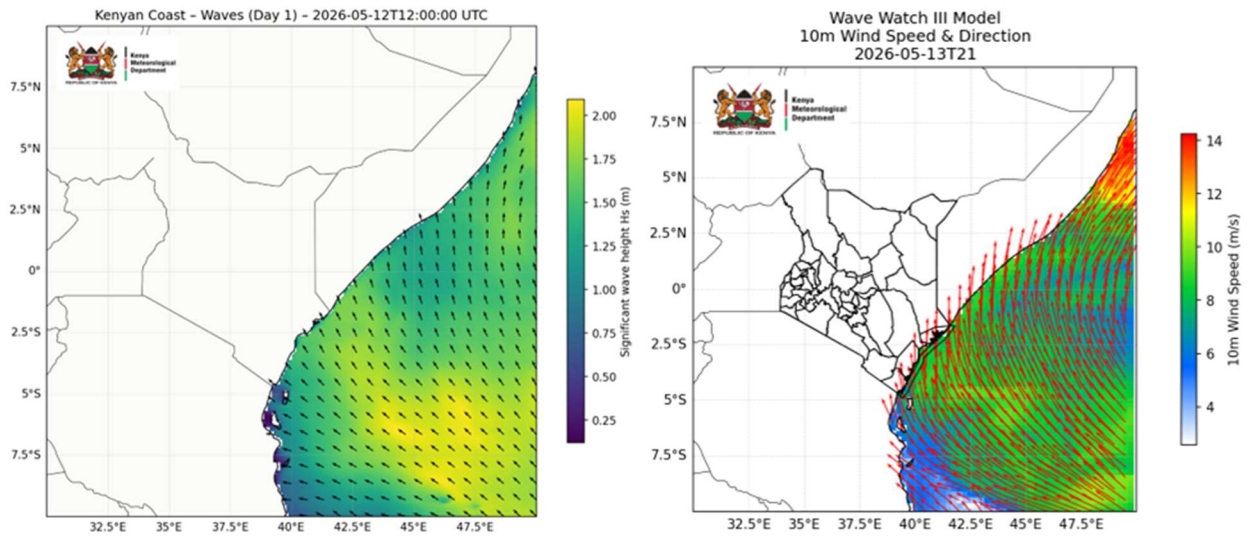 Kenyan Coast – Waves (Day 1) – 2026-05-12T12:00:00 UTC
Kenya
Meteorological
Department
REPUBLIC OF KENYA
7.5°N
5°N
2.5°N
0°
2.5°S
5°S
7.5°S
32.5°E 35°E 37.5°E 40°E 42.5°E 45°E 47.5°E
2.00
1.75
1.50
1.25
1.00
0.75
0.50
0.25
Significant wave height Hs (m)
Wave Watch III Model
10m Wind Speed & Direction
2026-05-13T21
Kenya
Meteorological
Department
REPUBLIC OF KENYA
7.5°N
5°N
2.5°N
0°
2.5°S
5°S
7.5°S
32.5°E 35°E 37.5°E 40°E 42.5°E 45°E 47.5°E
14
12
10
8
6
4
10m Wind Speed (m/s)